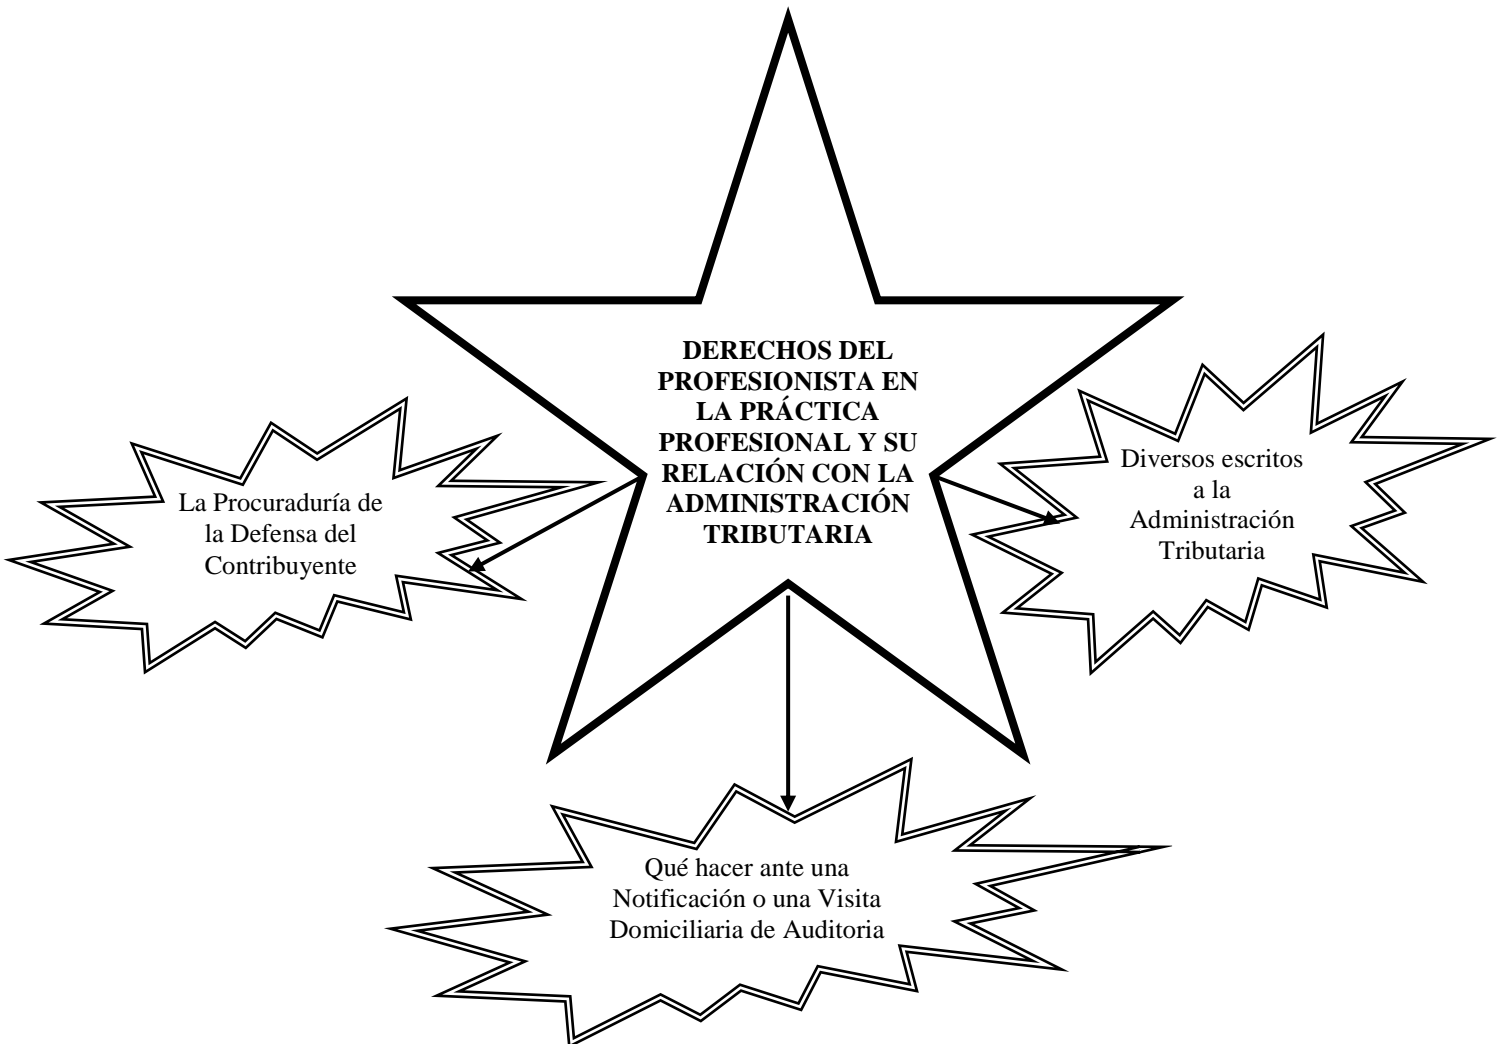 DERECHOS DEL
PROFESIONISTA EN
LA PRÁCTICA
PROFESIONAL Y SU
RELACIÓN CON LA
ADMINISTRACIÓN
TRIBUTARIA
La Procuraduría de
la Defensa del
Contribuyente
Diversos escritos
a la
Administración
Tributaria
Qué hacer ante una
Notificación o una Visita
Domiciliaria de Auditoria